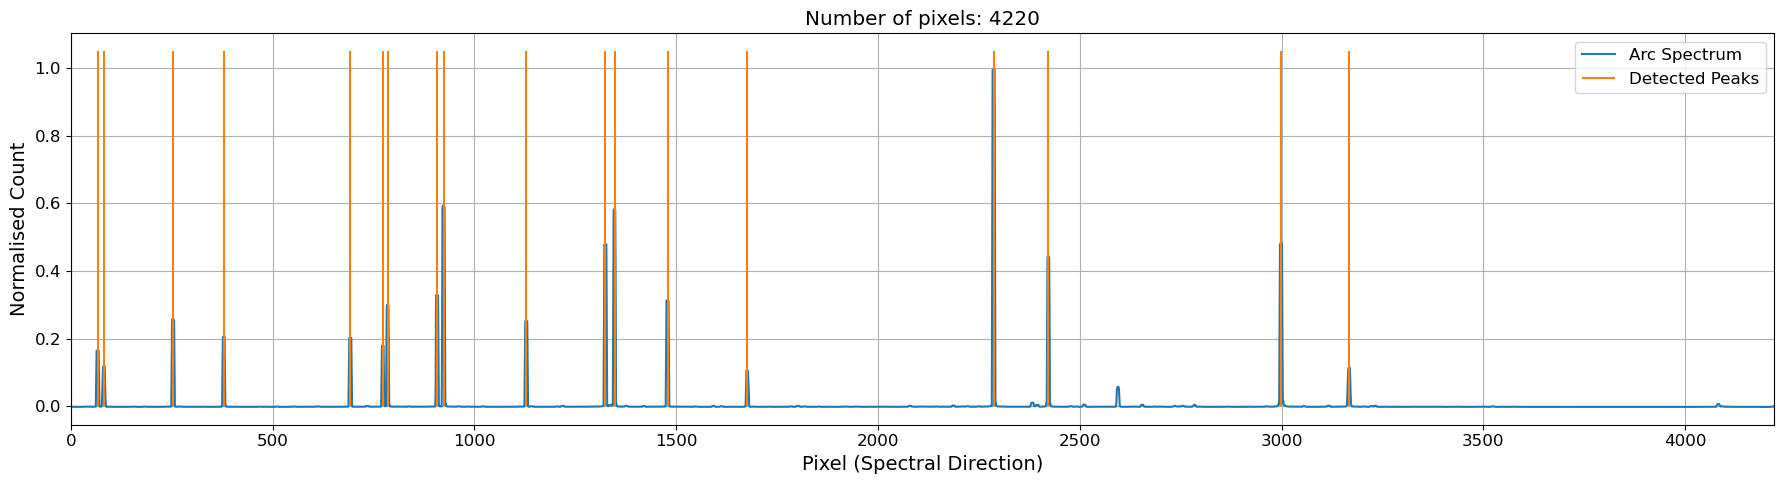 Number of pixels: 4220
Normalised Count
1.0
0.8
0.6
0.4
0.2
0.0
Arc Spectrum
Detected Peaks
0 500 1000 1500 2000 2500 3000 3500 4000
Pixel (Spectral Direction)